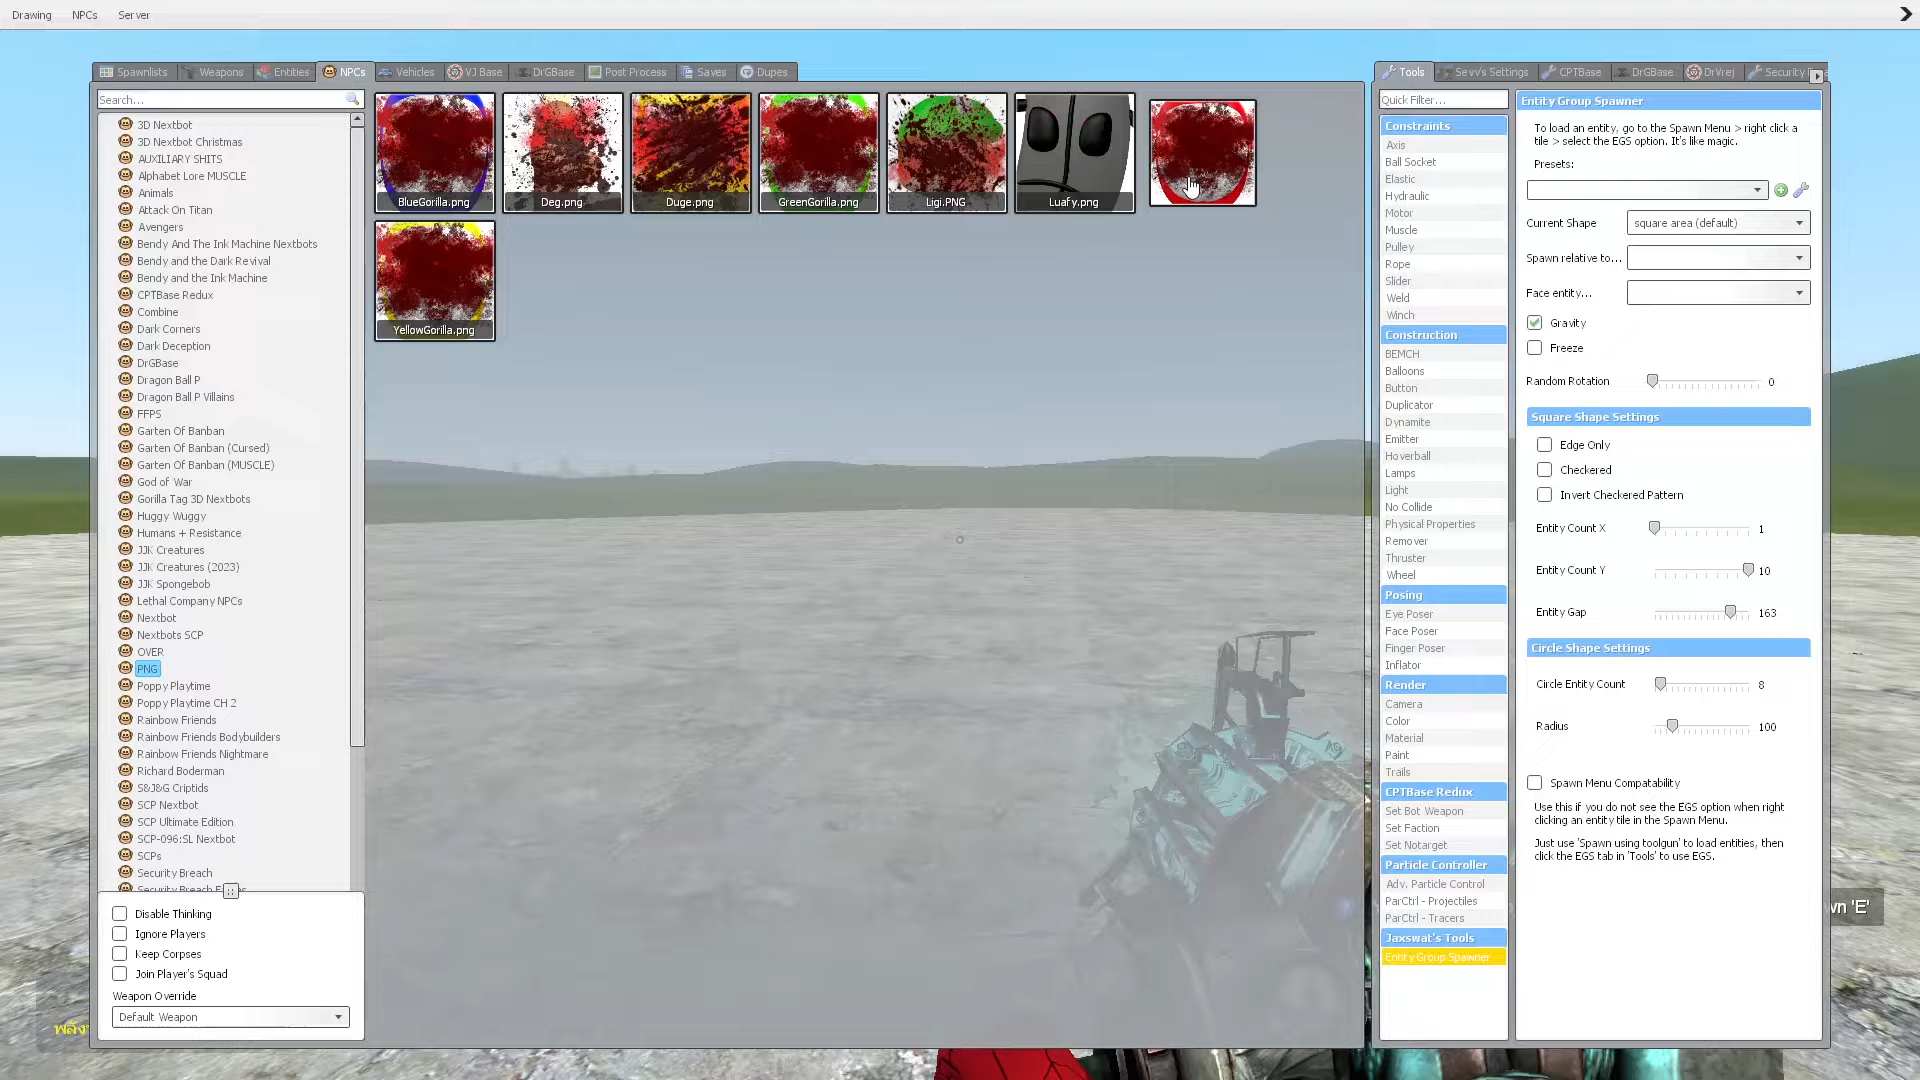 Drawing NPCs Server
Spawnlists Weapons Entities NPCs Vehicles VJ Base DrGBase Post Process Saves Dupes
Search...
3D Nextbot
3D Nextbot Christmas
AUXILIARY SHITS
Alphabet Lore MUSCLE
Animals
Attack On Titan
Avengers
Bendy And The Ink Machine Nextbots
Bendy and the Dark Revival
Bendy and the Ink Machine
CPTBase Redux
Combine
Dark Corners
Dark Deception
DrGBase
Dragon Ball P
Dragon Ball P Villains
FFPS
Garten Of Banban
Garten Of Banban (Cursed)
Garten Of Banban (MUSCLE)
God of War
Gorilla Tag 3D Nextbots
Huggy Wuggy
Humans + Resistance
JJK Creatures
JJK Creatures (2023)
JJK Spongebob
Lethal Company NPCs
Nextbot
Nextbots SCP
OVER
PNG
Poppy Playtime
Poppy Playtime CH 2
Rainbow Friends
Rainbow Friends Bodybuilders
Rainbow Friends Nightmare
Richard Boderman
S&J&G Criptids
SCP Nextbot
SCP Ultimate Edition
SCP-096:SL Nextbot
SCPs
Security Breach
Security Breach
Disable Thinking
Ignore Players
Keep Corpses
Join Player's Squad
Weapon Override
Default Weapon
BlueGorilla.png Deg.png Duge.png GreenGorilla.png Ligi.PNG Luafy.png
YellowGorilla.png
Tools Sevv's Settings CPTBase DrGBase DrVrej Security
Quick Filter...
Constraints
Axis
Ball Socket
Elastic
Hydraulic
Motor
Muscle
Pulley
Rope
Slider
Weld
Winch
Construction
BEMCH
Balloons
Button
Duplicator
Dynamite
Emitter
Hoverball
Lamps
Light
No Collide
Physical Properties
Remover
Thruster
Wheel
Posing
Eye Poser
Face Poser
Finger Poser
Inflator
Render
Camera
Color
Material
Paint
Trails
CPTBase Redux
Set Bot Weapon
Set Faction
Set Notarget
Particle Controller
Adv. Particle Control
ParCtrl - Projectiles
ParCtrl - Tracers
Jaxswat's Tools
Entity Group Spawner
Entity Group Spawner
To load an entity, go to the Spawn Menu > right click a
tile > select the EGS option. It's like magic.
Presets:
Current Shape square area (default)
Spawn relative to...
Face entity...
Gravity
Freeze
Random Rotation 0
Square Shape Settings
Edge Only
Checkered
Invert Checkered Pattern
Entity Count X 1
Entity Count Y 10
Entity Gap 163
Circle Shape Settings
Circle Entity Count 8
Radius 100
Spawn Menu Compatability
Use this if you do not see the EGS option when right
clicking an entity tile in the Spawn Menu.
Just use 'Spawn using toolgun' to load entities, then
click the EGS tab in 'Tools' to use EGS.
wn 'E'
พลัง